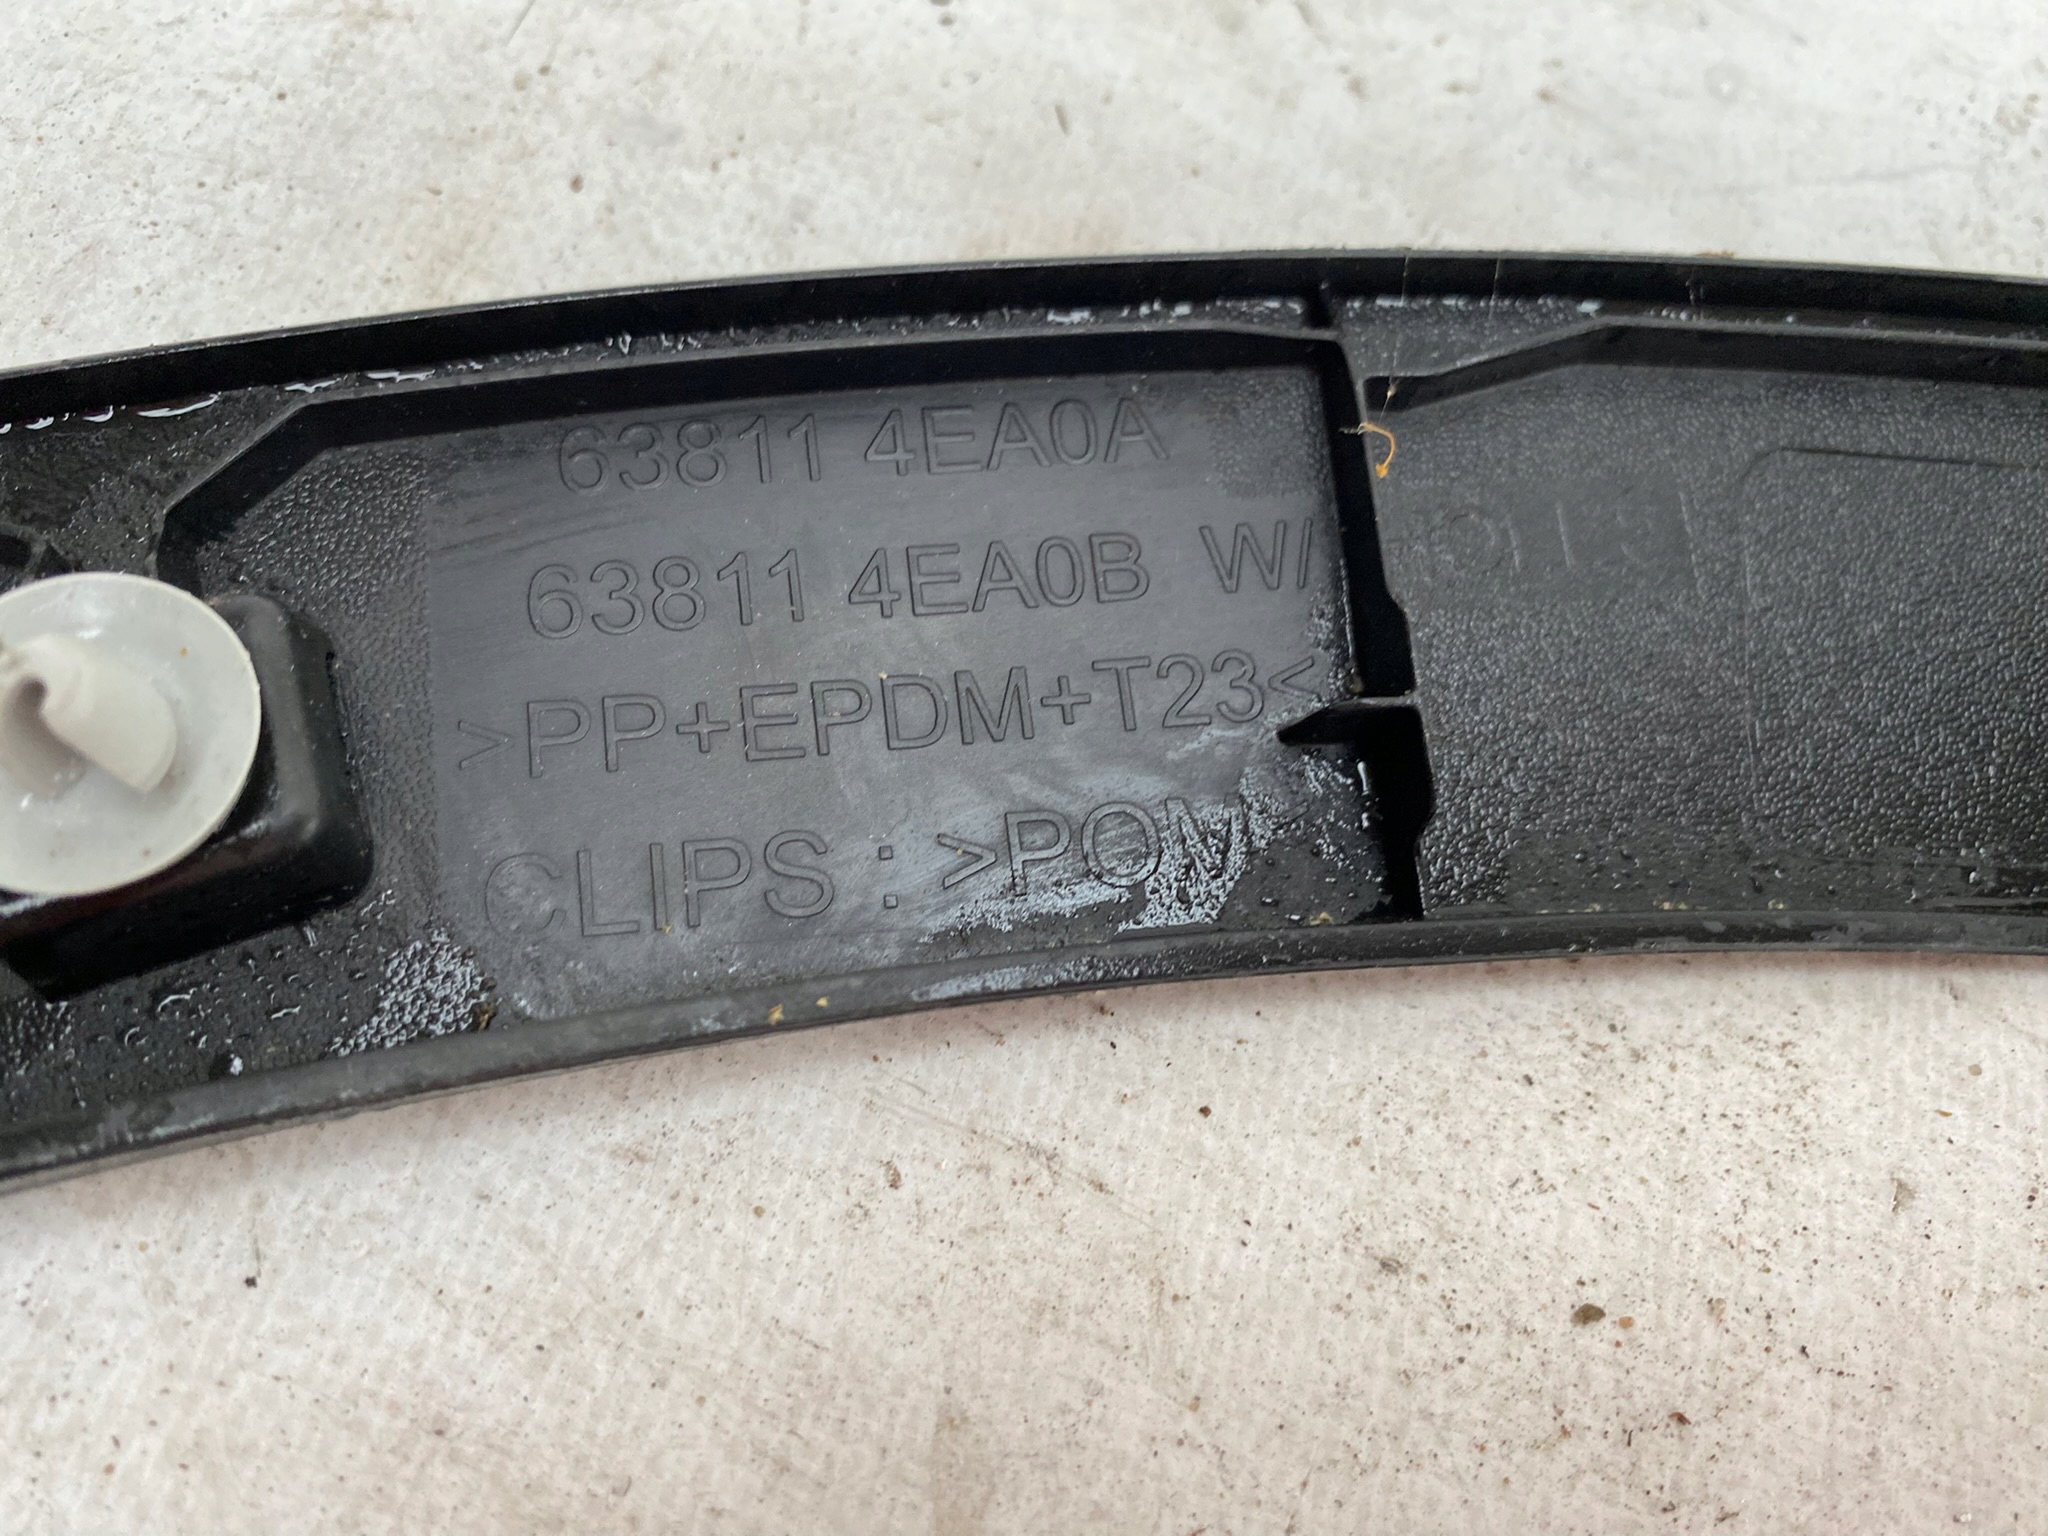 63811 4EA0A
63811 4EA0B W/
>PP+EPDM+T23<
CLIPS : >POM<